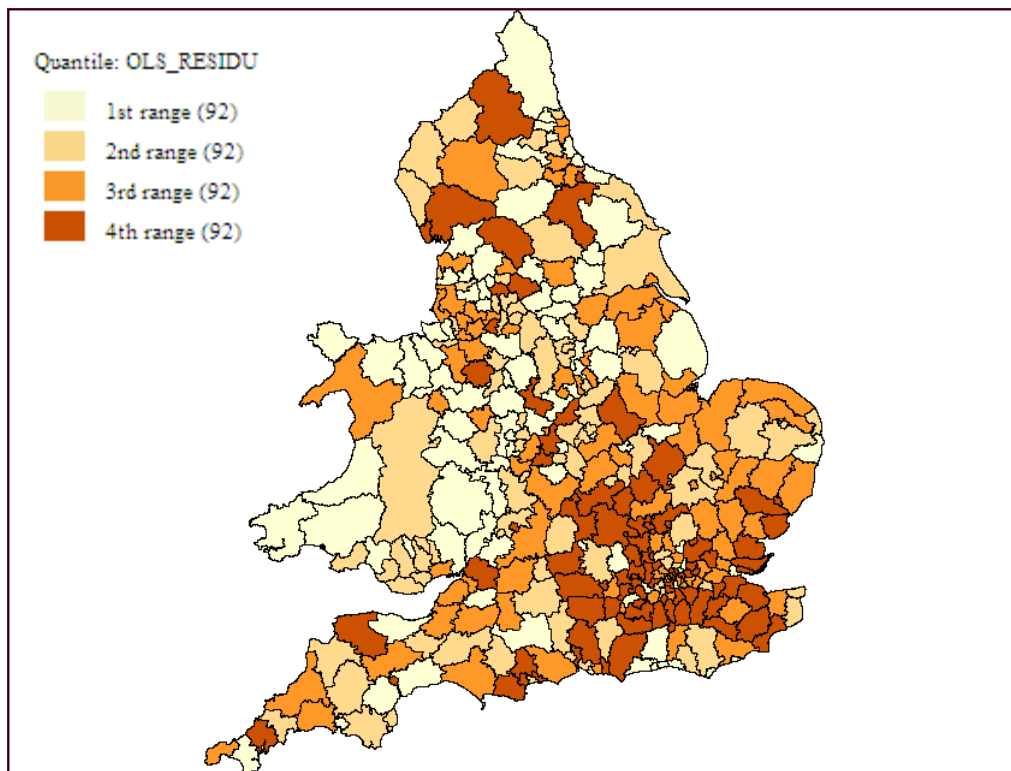 Quantile: OLS_RESIDU
1st range (92)
2nd range (92)
3rd range (92)
4th range (92)